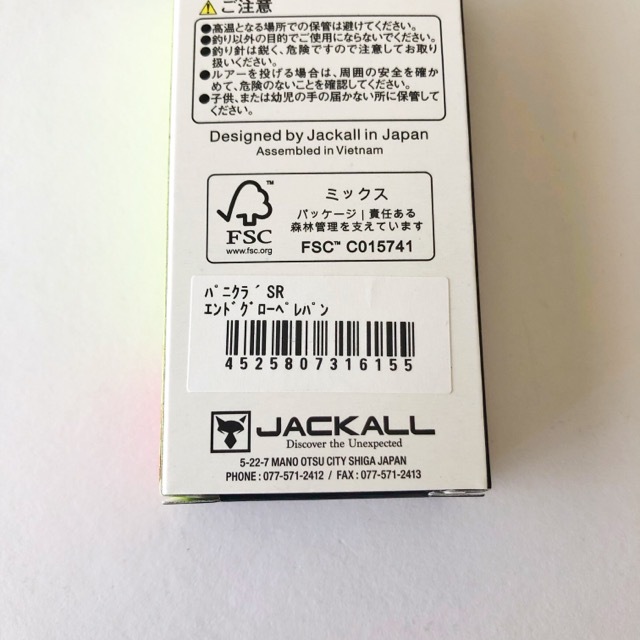 ご注意
●高温となる場所での保管は避けてください。
●釣り以外の目的でご使用にならないでください。
●釣り針は鋭く、危険ですので注意してお取り
扱いください。
●ルアーを投げる場合は、周囲の安全を確か
めて、危険のないことを確認してください。
●子供、または幼児の手の届かない所に保管して
ください。
Designed by Jackall in Japan
Assembled in Vietnam
FSC
www.fsc.org
ミックス
パッケージ|責任ある
森林管理を支えています
FSC™ C015741
ﾊﾟﾆｸﾗ´SR
ｴﾝﾄﾞｸﾞﾛｰﾍﾟﾚﾊﾟﾝ
4525807316155
JACKALL
Discover the Unexpected
5-22-7 MANO OTSU CITY SHIGA JAPAN
PHONE : 077-571-2412 / FAX : 077-571-2413